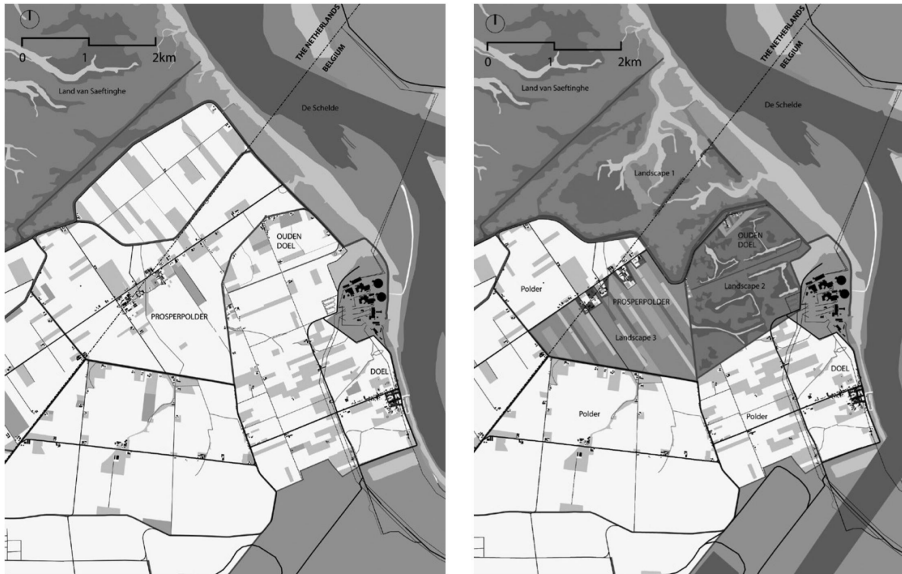 0 1 2km
Land van Saeftinghe
THE NETHERLANDS
BELGIUM
De Schelde
OUDEN
DOEL
PROSPERPOLDER
DOEL
0 1 2km
Land van Saeftinghe
THE NETHERLANDS
BELGIUM
De Schelde
Landscape 1
OUDEN
DOEL
Polder
Landscape 2
PROSPERPOLDER
Landscape 3
DOEL
Polder
Polder